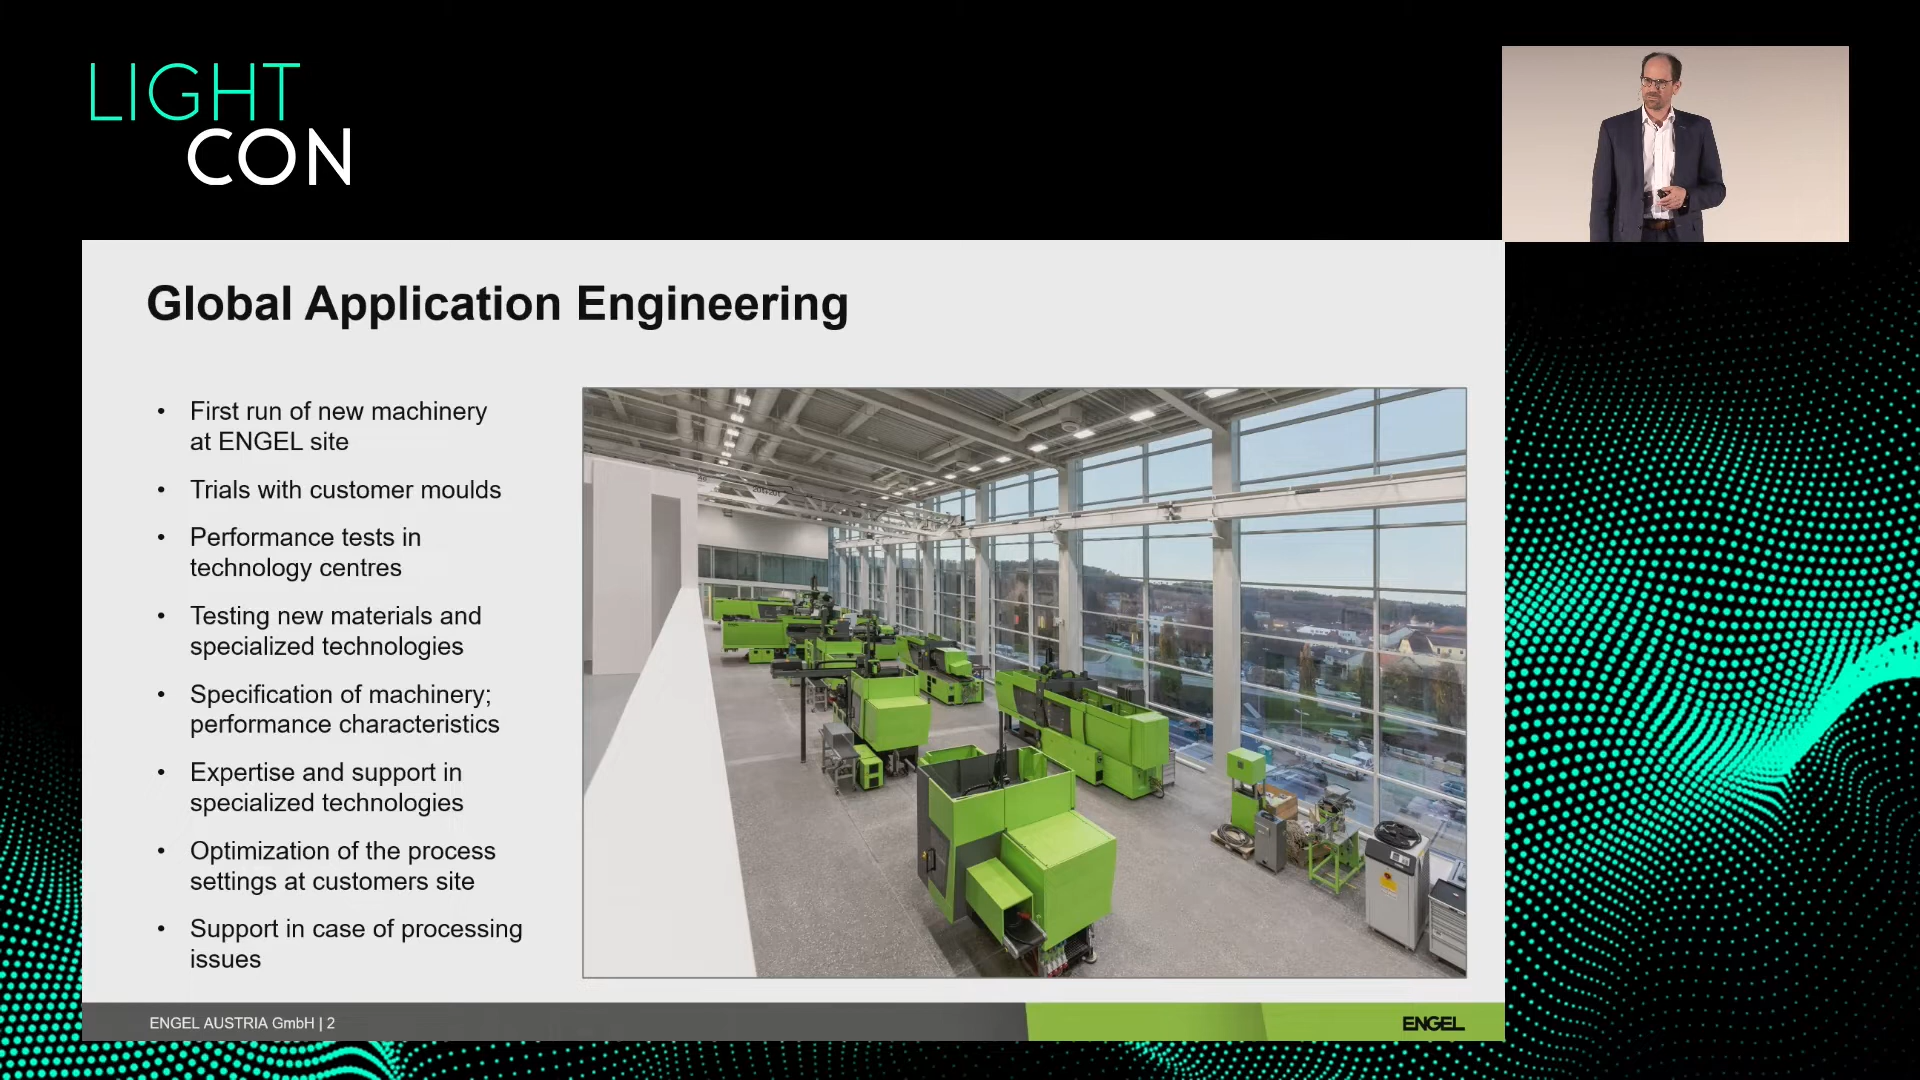 LIGHT
CON
Global Application Engineering
• First run of new machinery
at ENGEL site
• Trials with customer moulds
• Performance tests in
technology centres
• Testing new materials and
specialized technologies
• Specification of machinery;
performance characteristics
• Expertise and support in
specialized technologies
• Optimization of the process
settings at customers site
• Support in case of processing
issues
ENGEL AUSTRIA GmbH | 2
ENGEL